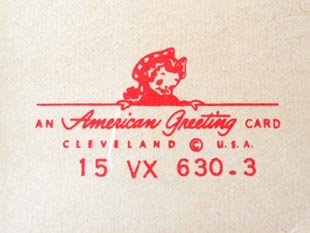 AN American Greeting CARD
CLEVELAND © U.S.A.
15 VX 630-3